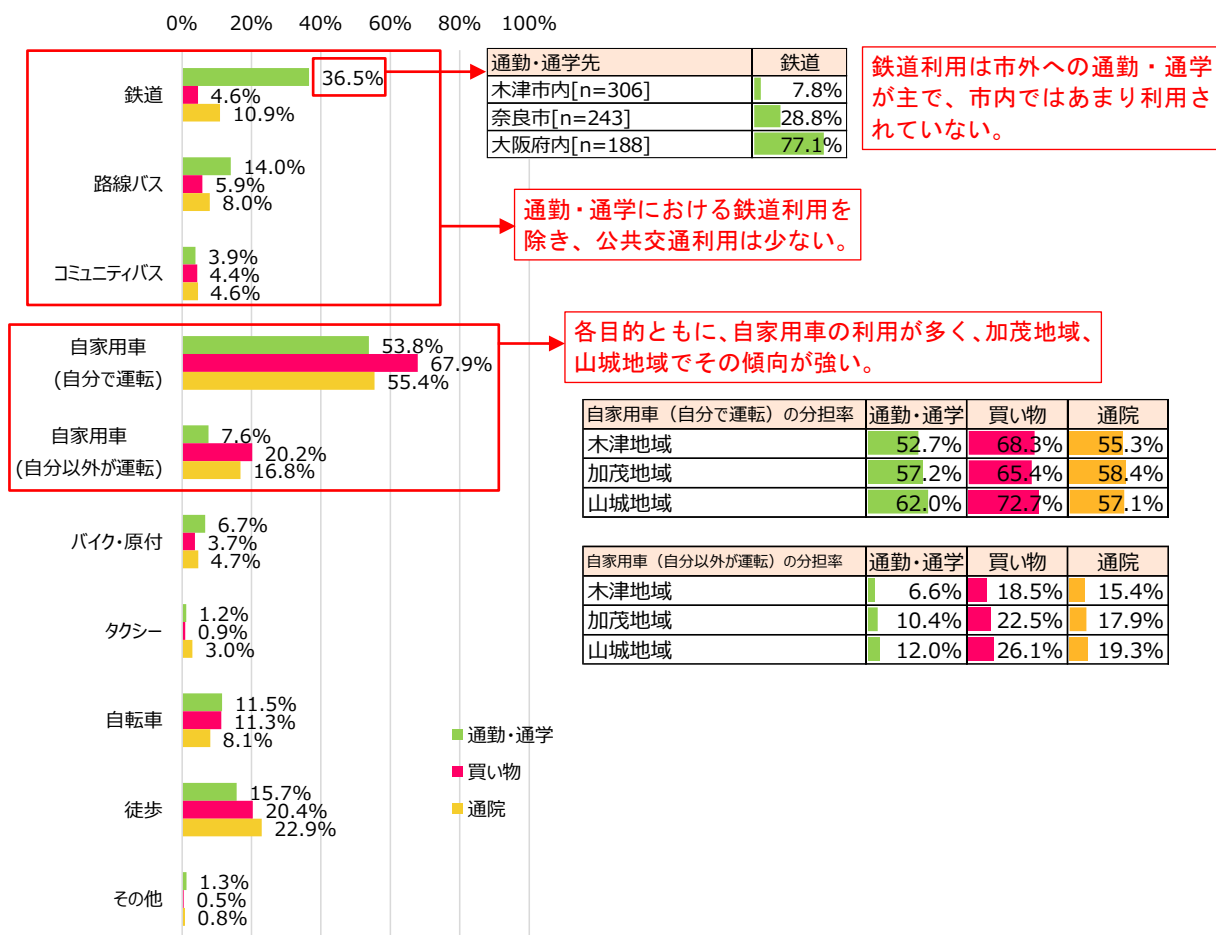 0% 20% 40% 60% 80% 100%
鉄道
36.5%
4.6%
10.9%
路線バス
14.0%
5.9%
8.0%
コミュニティバス
3.9%
4.4%
4.6%
自家用車
(自分で運転)
53.8%
67.9%
55.4%
自家用車
(自分以外が運転)
7.6%
20.2%
16.8%
バイク・原付
6.7%
3.7%
4.7%
タクシー
1.2%
0.9%
3.0%
自転車
11.5%
11.3%
8.1%
徒歩
15.7%
20.4%
22.9%
その他
1.3%
0.5%
0.8%
通勤・通学
買い物
通院
通勤・通学先 鉄道
木津市内[n=306] 7.8%
奈良市[n=243] 28.8%
大阪府内[n=188] 77.1%
鉄道利用は市外への通勤・通学
が主で、市内ではあまり利用さ
れていない。
通勤・通学における鉄道利用を
除き、公共交通利用は少ない。
各目的ともに、自家用車の利用が多く、加茂地域、
山城地域でその傾向が強い。
自家用車（自分で運転）の分担率 通勤・通学 買い物 通院
木津地域 52.7% 68.3% 55.3%
加茂地域 57.2% 65.4% 58.4%
山城地域 62.0% 72.7% 57.1%
自家用車（自分以外が運転）の分担率 通勤・通学 買い物 通院
木津地域 6.6% 18.5% 15.4%
加茂地域 10.4% 22.5% 17.9%
山城地域 12.0% 26.1% 19.3%